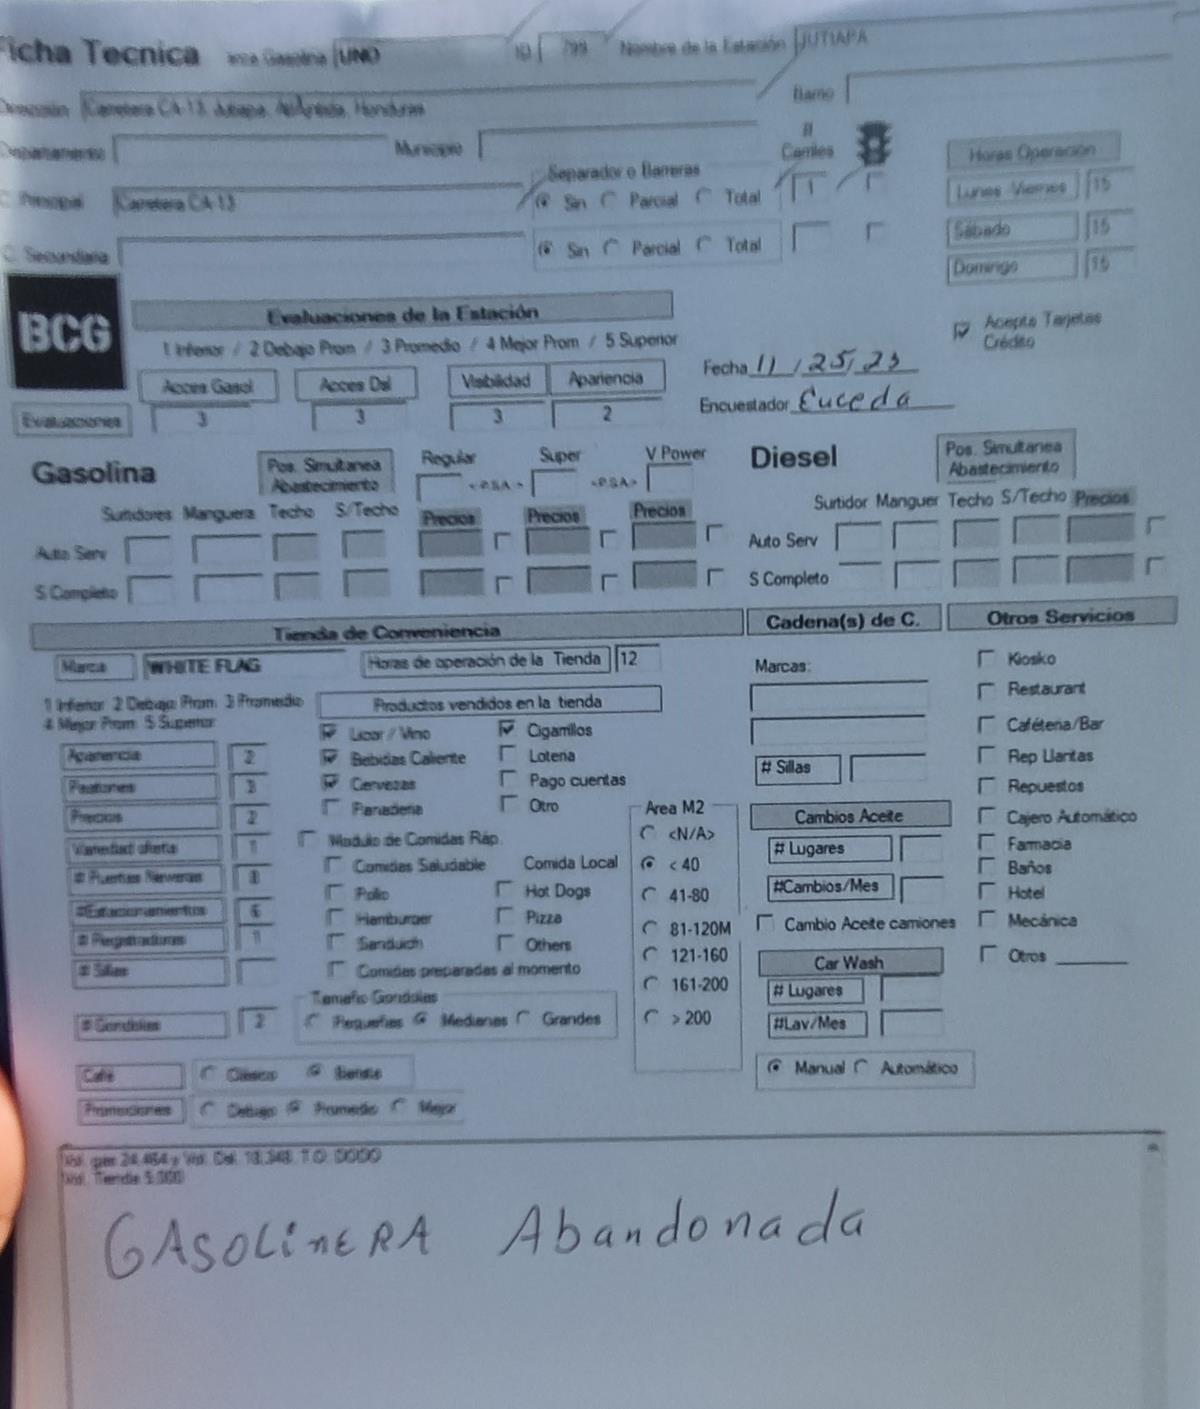 Ficha Tecnica Gasolina UNO ID 799 Nombre de la Estación JUTIAPA
Dirección Carretera CA-13, Jutiapa, Honduras Barrio
Departamento Municipio # Carriles
C. Principal Carretera CA-13 Separador o Barreras Sin Parcial Total 1
C. Secundaria Sin Parcial Total
Horas Operación
Lunes-Viernes 15
Sábado 15
Domingo 15
BCG
Evaluaciones de la Estación
1 Inferior / 2 Debajo Prom / 3 Promedio / 4 Mejor Prom / 5 Superior
Acepta Tarjetas
Crédito
Acces Gasol Acces Dsl Visibilidad Apariencia
Evaluaciones 3 3 3 2
Fecha 11/25/23
Encuestador Euceda
Gasolina Pos. Simultanea Abastecimiento Regular <P.S.A.> Super <P.S.A> V.Power
Surtidores Manguera Techo S/Techo Precios Precios Precios
Auto Serv
S Completo
Diesel Pos. Simultanea Abastecimiento
Surtidor Manguer Techo S/Techo Precios
Auto Serv
S Completo
Tienda de Conveniencia
Marca WHITE FLAG Horas de operación de la Tienda 12
1 Inferior 2 Debajo Prom 3 Promedio
4 Mejor Prom 5 Superior
Apariencia 2
Peatones 3
Precios 2
Variedad oferta 1
# Puertas Neveras 8
#Estacionamientos 6
# Registradoras 1
# Sillas
# Gondolas 2
Productos vendidos en la tienda
Licor / Vino Cigarrillos
Bebidas Caliente Loteria
Cervezas Pago cuentas
Panaderia Otro
Modulo de Comidas Ráp.
Comidas Saludable Comida Local
Pollo Hot Dogs
Hamburger Pizza
Sanduich Others
Comidas preparadas al momento
Tamaño Gondolas
Pequeñas Medianas Grandes
Area M2
<N/A>
< 40
41-80
81-120M
121-160
161-200
> 200
Café Clasico Barista
Promociones Debajo Promedio Mejor
Cadena(s) de C.
Marcas:
# Sillas
Cambios Aceite
# Lugares
#Cambios/Mes
Cambio Aceite camiones
Car Wash
# Lugares
#Lav/Mes
Manual Automático
Otros Servicios
Kiosko
Restaurant
Cafétería/Bar
Rep Llantas
Repuestos
Cajero Automático
Farmacia
Baños
Hotel
Mecánica
Otros
Vol. gas 24,464 y Vol. Dsl. 18,348. T.O. 0000
Vol. Tienda 5,000
GASOLinERA Abandonada